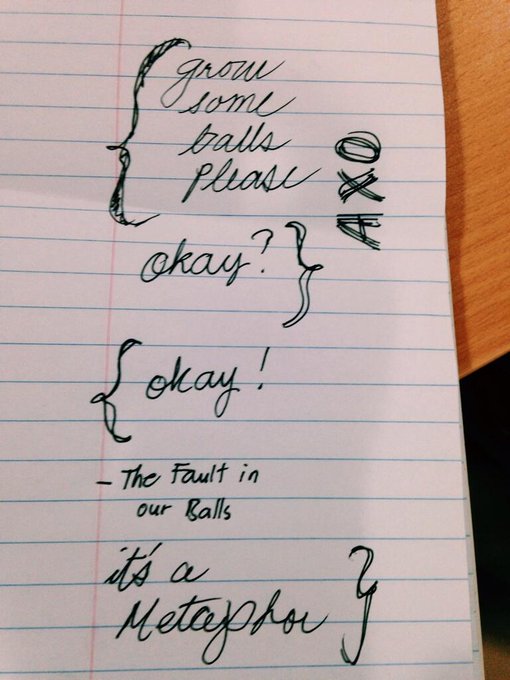 grow
some
balls
please
AXO
okay?
okay!
- The Fault in
our Balls
it's a
Metaphor